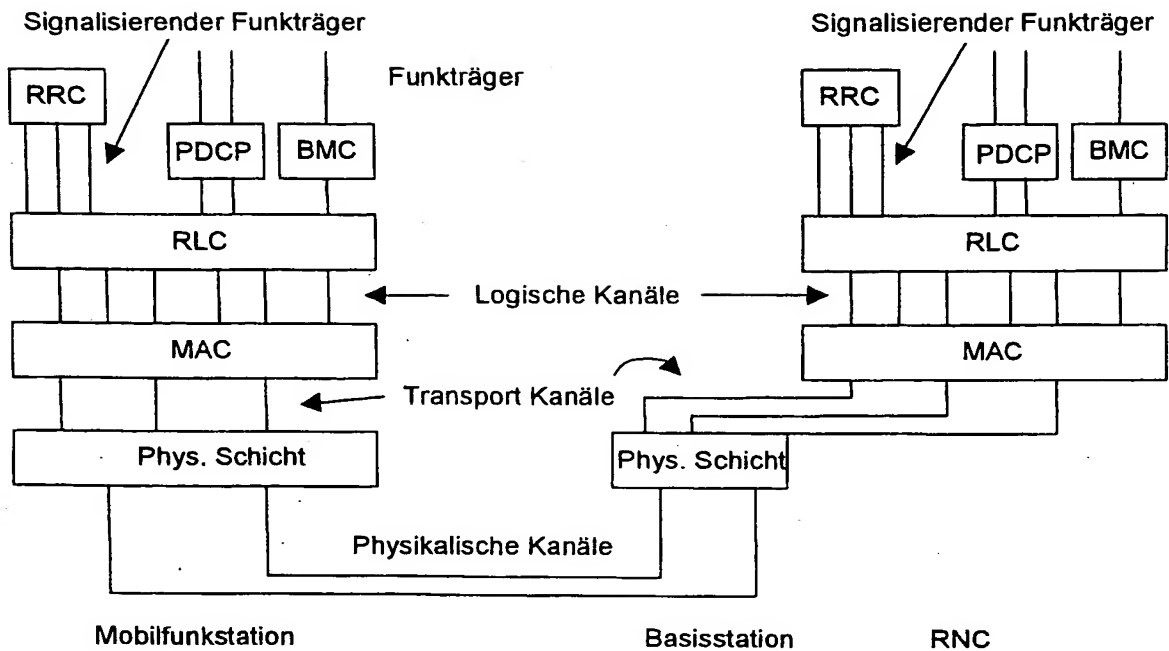 Signalisierender Funkträger
Signalisierender Funkträger
Funkträger
RRC
RRC
PDCP
BMC
PDCP
BMC
RLC
RLC
Logische Kanäle
MAC
MAC
Transport Kanäle
Phys. Schicht
Phys. Schicht
Physikalische Kanäle
Mobilfunkstation
Basisstation
RNC